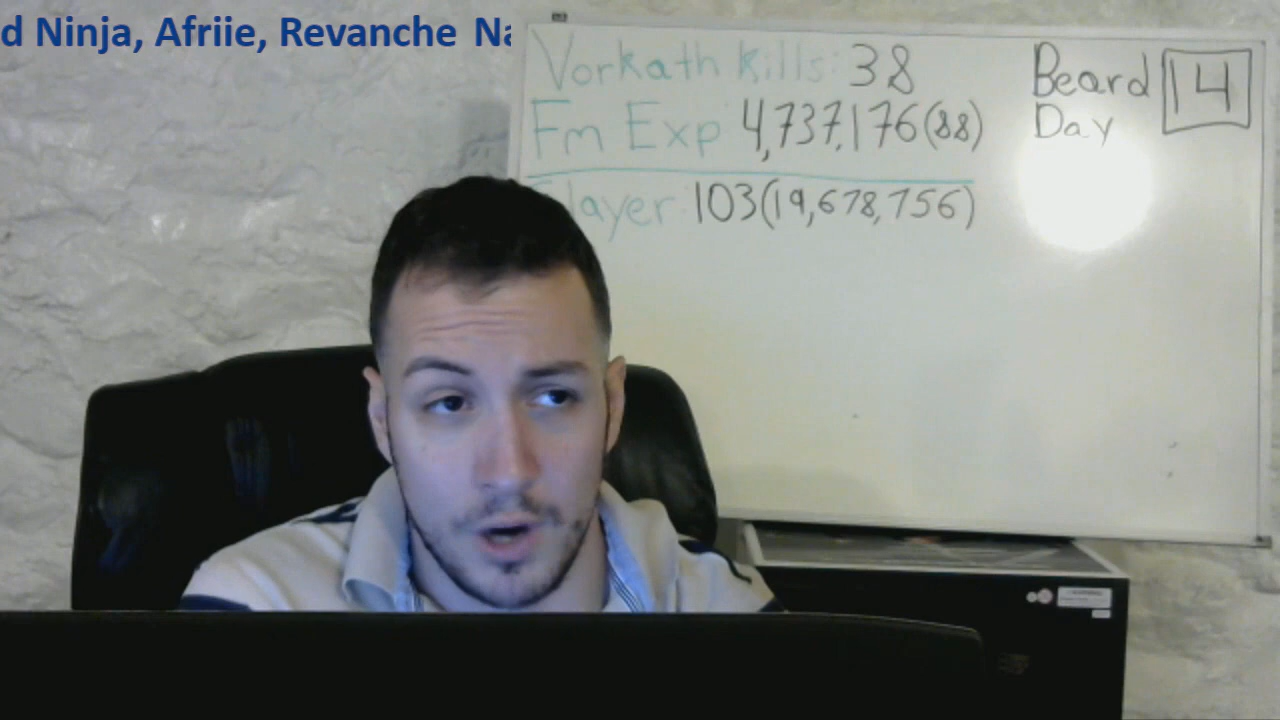 d Ninja, Afriie, Revanche Na
Vorkath Kills: 38
Fm Exp 4,737,176(88)
Slayer: 103(19,678,756)
Beard 14
Day